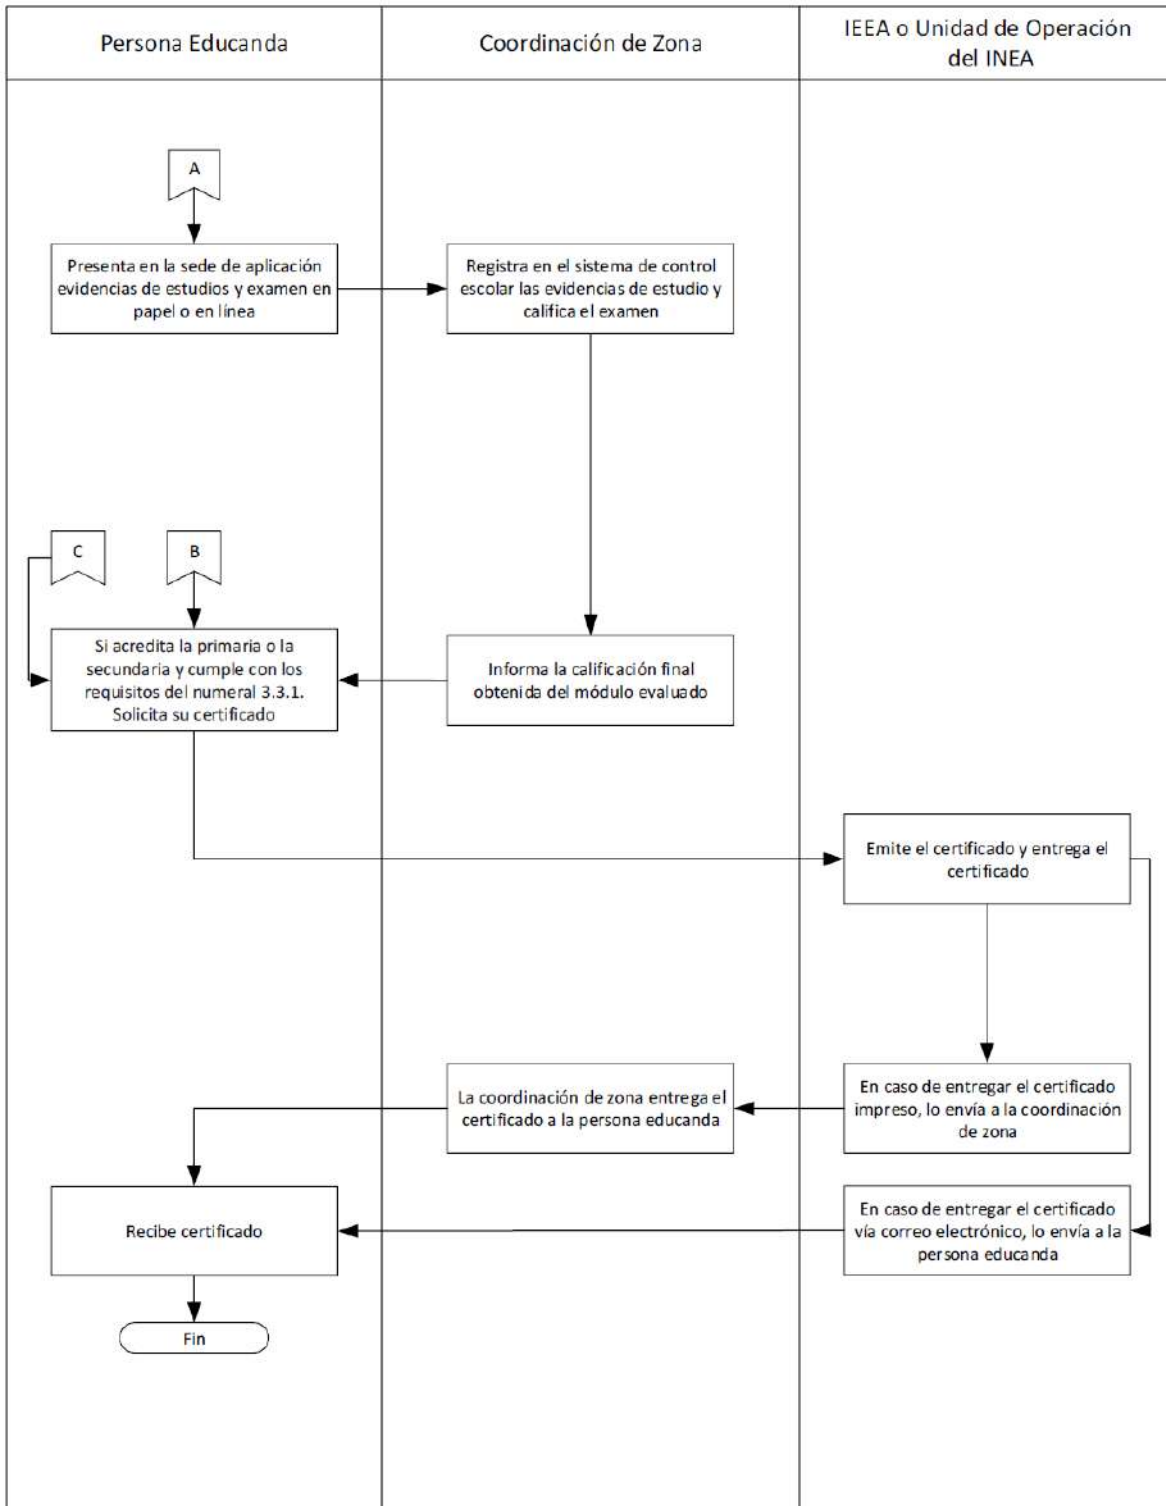 Persona Educanda
Coordinación de Zona
IEEA o Unidad de Operación
del INEA
A
Presenta en la sede de aplicación
evidencias de estudios y examen en
papel o en línea
Registra en el sistema de control
escolar las evidencias de estudio y
califica el examen
C
B
Si acredita la primaria o la
secundaria y cumple con los
requisitos del numeral 3.3.1.
Solicita su certificado
Informa la calificación final
obtenida del módulo evaluado
Emite el certificado y entrega el
certificado
La coordinación de zona entrega el
certificado a la persona educanda
En caso de entregar el certificado
impreso, lo envía a la coordinación
de zona
Recibe certificado
En caso de entregar el certificado
vía correo electrónico, lo envía a la
persona educanda
Fin